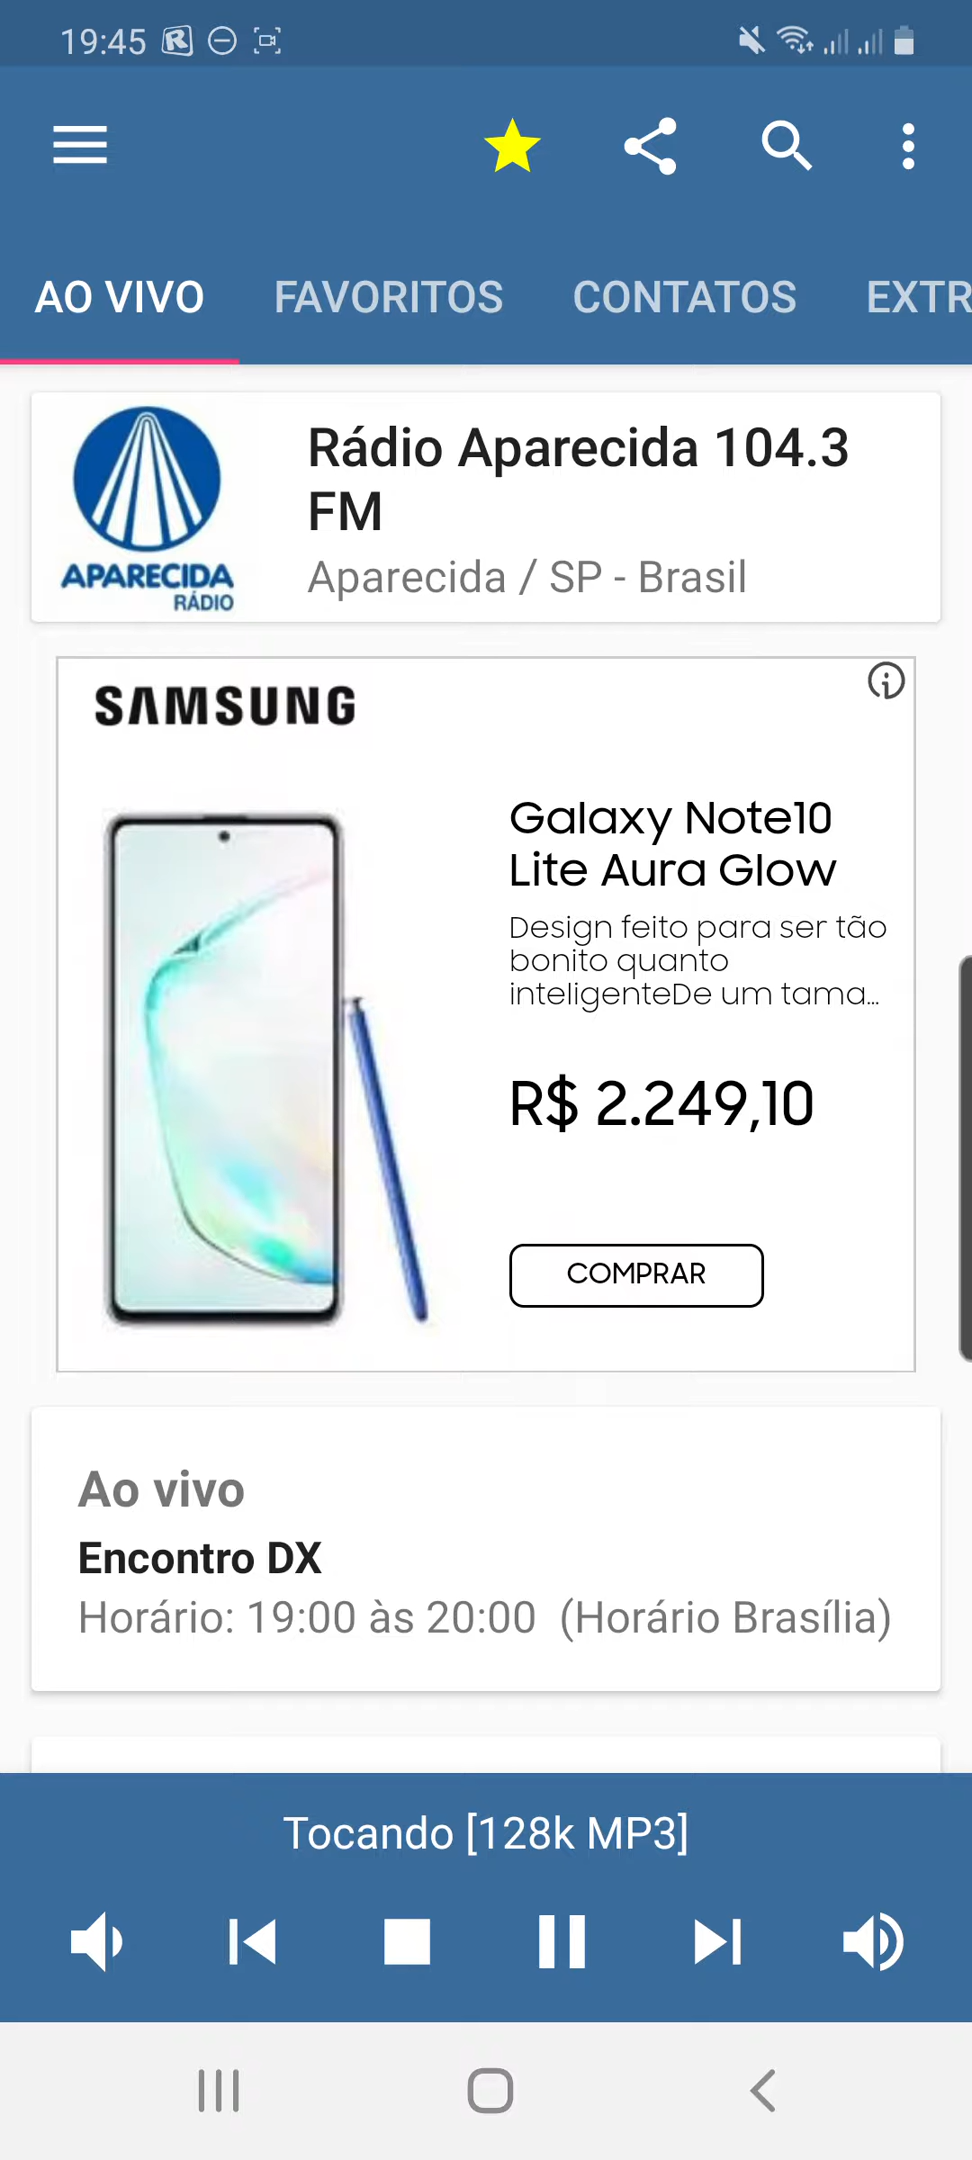 19:45
AO VIVO FAVORITOS CONTATOS EXTR
APARECIDA
RÁDIO
Rádio Aparecida 104.3
FM
Aparecida / SP - Brasil
SAMSUNG
Galaxy Note10
Lite Aura Glow
Design feito para ser tão
bonito quanto
inteligenteDe um tama...
R$ 2.249,10
COMPRAR
Ao vivo
Encontro DX
Horário: 19:00 às 20:00 (Horário Brasília)
Tocando [128k MP3]